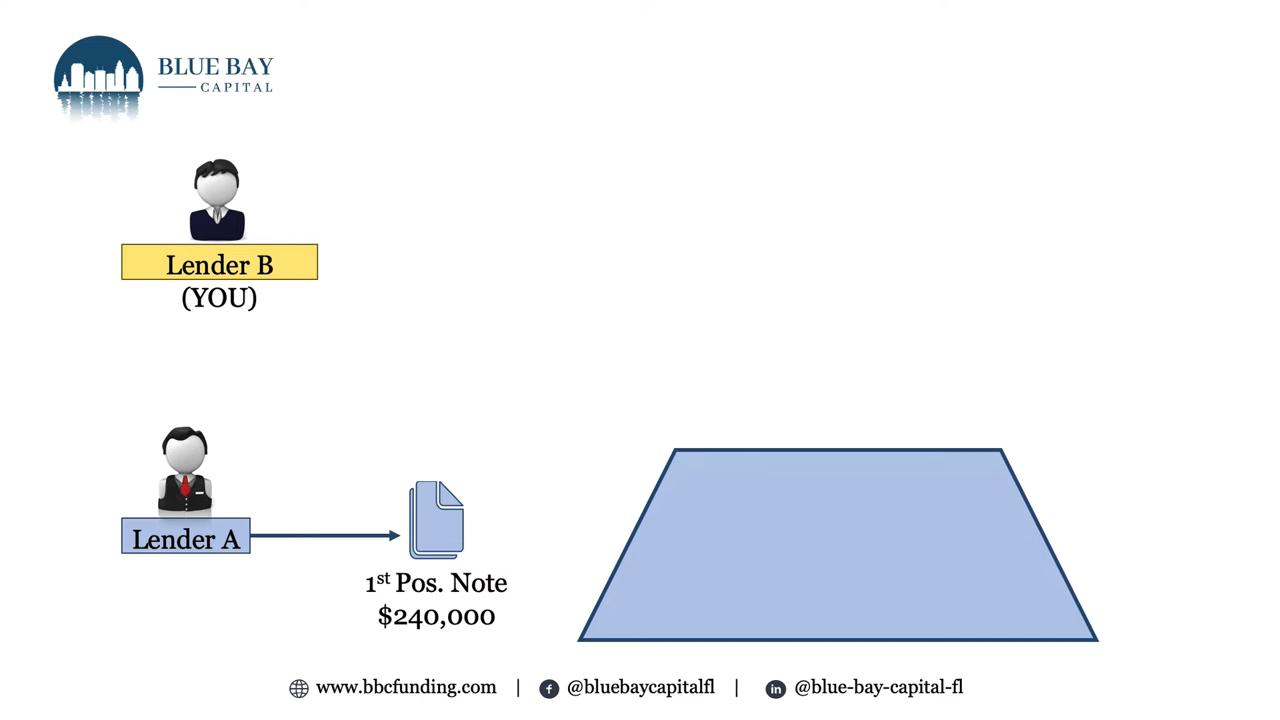 BLUE BAY
CAPITAL
Lender B
(YOU)
Lender A
1st Pos. Note
$240,000
www.bbcfunding.com | @bluebaycapitalfl | @blue-bay-capital-fl